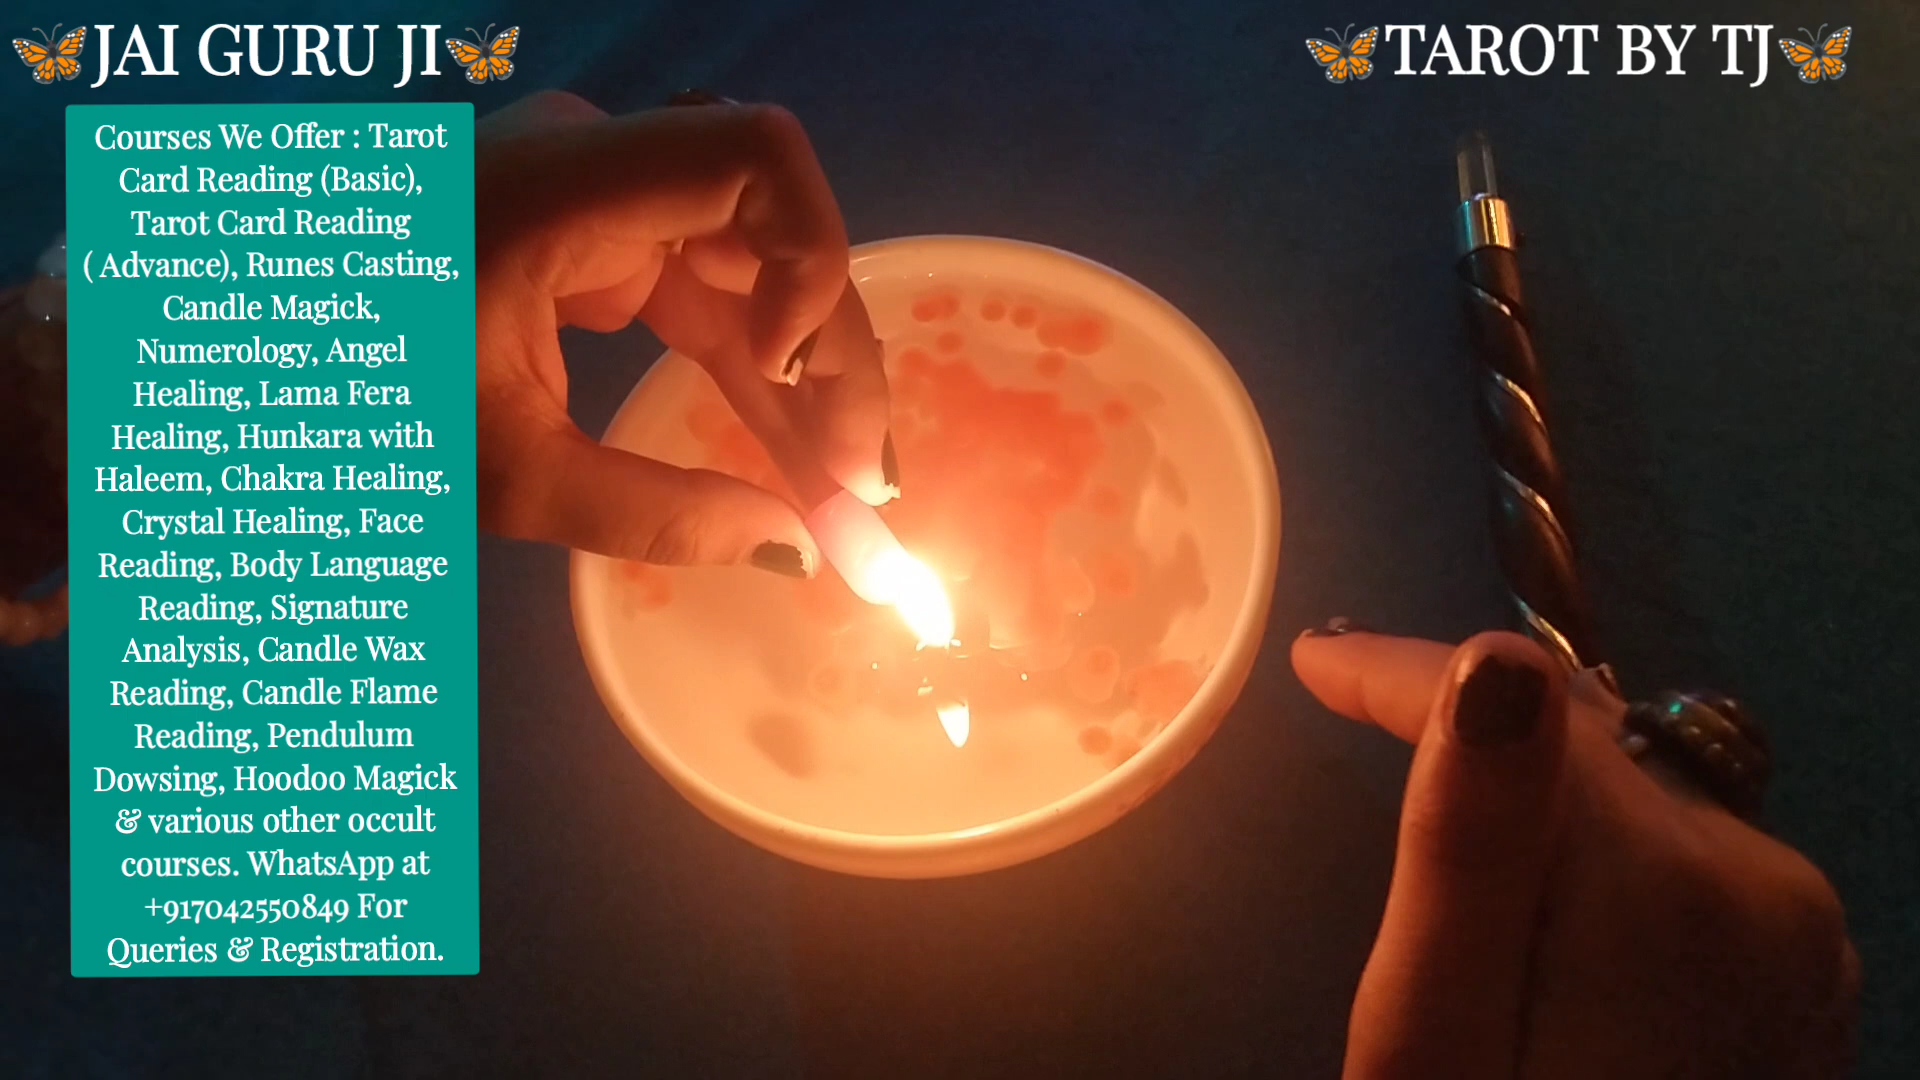 🦋JAI GURU JI🦋
🦋TAROT BY TJ🦋
Courses We Offer : Tarot
Card Reading (Basic),
Tarot Card Reading
( Advance), Runes Casting,
Candle Magick,
Numerology, Angel
Healing, Lama Fera
Healing, Hunkara with
Haleem, Chakra Healing,
Crystal Healing, Face
Reading, Body Language
Reading, Signature
Analysis, Candle Wax
Reading, Candle Flame
Reading, Pendulum
Dowsing, Hoodoo Magick
& various other occult
courses. WhatsApp at
+917042550849 For
Queries & Registration.